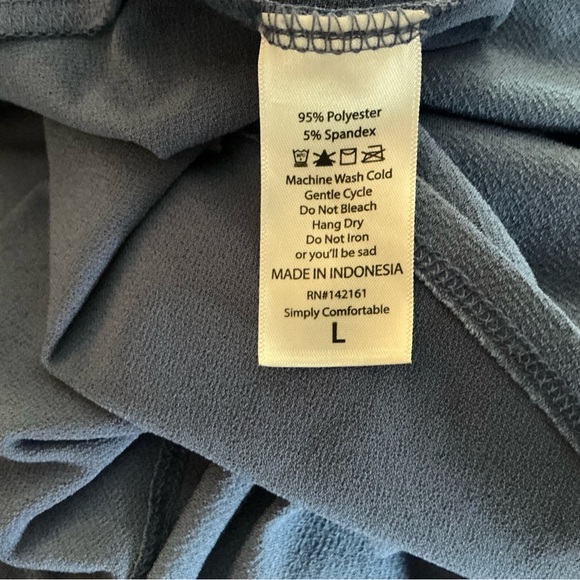 95% Polyester
5% Spandex
Machine Wash Cold
Gentle Cycle
Do Not Bleach
Hang Dry
Do Not Iron
or you'll be sad
MADE IN INDONESIA
RN#142161
Simply Comfortable
L